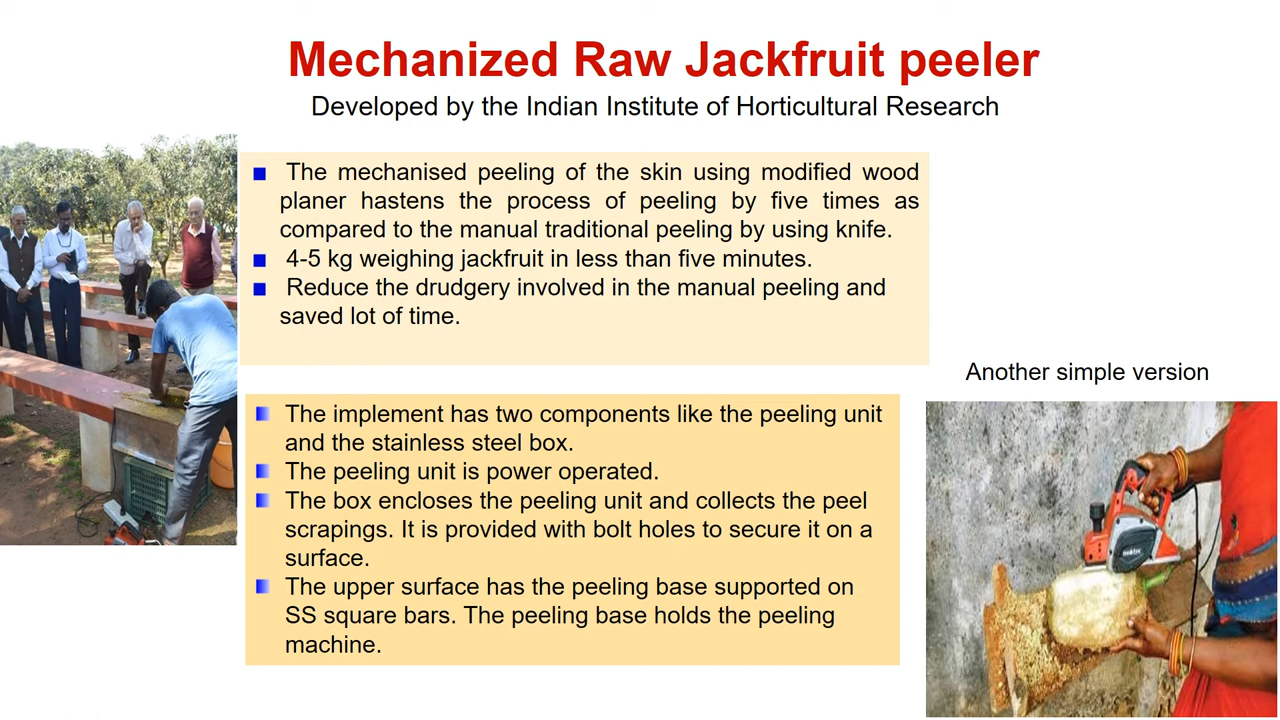 Mechanized Raw Jackfruit peeler
Developed by the Indian Institute of Horticultural Research
The mechanised peeling of the skin using modified wood
planer hastens the process of peeling by five times as
compared to the manual traditional peeling by using knife.
4-5 kg weighing jackfruit in less than five minutes.
Reduce the drudgery involved in the manual peeling and
saved lot of time.
Another simple version
The implement has two components like the peeling unit
and the stainless steel box.
The peeling unit is power operated.
The box encloses the peeling unit and collects the peel
scrapings. It is provided with bolt holes to secure it on a
surface.
The upper surface has the peeling base supported on
SS square bars. The peeling base holds the peeling
machine.